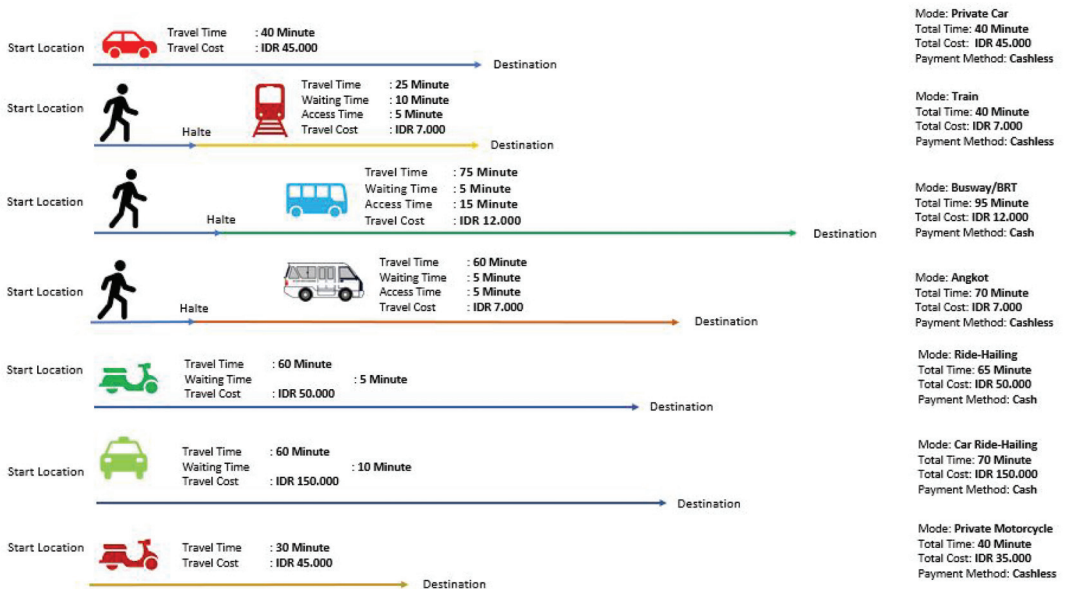 Start Location
Travel Time : 40 Minute
Travel Cost : IDR 45.000
Destination
Mode: Private Car
Total Time: 40 Minute
Total Cost: IDR 45.000
Payment Method: Cashless
Start Location
Halte
Travel Time : 25 Minute
Waiting Time : 10 Minute
Access Time : 5 Minute
Travel Cost : IDR 7.000
Destination
Mode: Train
Total Time: 40 Minute
Total Cost: IDR 7.000
Payment Method: Cashless
Start Location
Halte
Travel Time : 75 Minute
Waiting Time : 5 Minute
Access Time : 15 Minute
Travel Cost : IDR 12.000
Destination
Mode: Busway/BRT
Total Time: 95 Minute
Total Cost: IDR 12.000
Payment Method: Cash
Start Location
Halte
Travel Time : 60 Minute
Waiting Time : 5 Minute
Access Time : 5 Minute
Travel Cost : IDR 7.000
Destination
Mode: Angkot
Total Time: 70 Minute
Total Cost: IDR 7.000
Payment Method: Cashless
Start Location
Travel Time : 60 Minute
Waiting Time : 5 Minute
Travel Cost : IDR 50.000
Destination
Mode: Ride-Hailing
Total Time: 65 Minute
Total Cost: IDR 50.000
Payment Method: Cash
Start Location
Travel Time : 60 Minute
Waiting Time : 10 Minute
Travel Cost : IDR 150.000
Destination
Mode: Car Ride-Hailing
Total Time: 70 Minute
Total Cost: IDR 150.000
Payment Method: Cash
Start Location
Travel Time : 30 Minute
Travel Cost : IDR 45.000
Destination
Mode: Private Motorcycle
Total Time: 40 Minute
Total Cost: IDR 35.000
Payment Method: Cashless